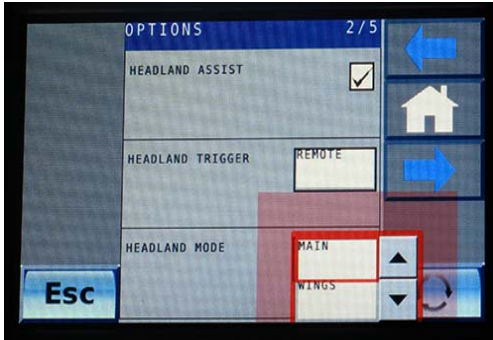 OPTIONS 2/5
HEADLAND ASSIST
HEADLAND TRIGGER REMOTE
HEADLAND MODE MAIN
WINGS
Esc